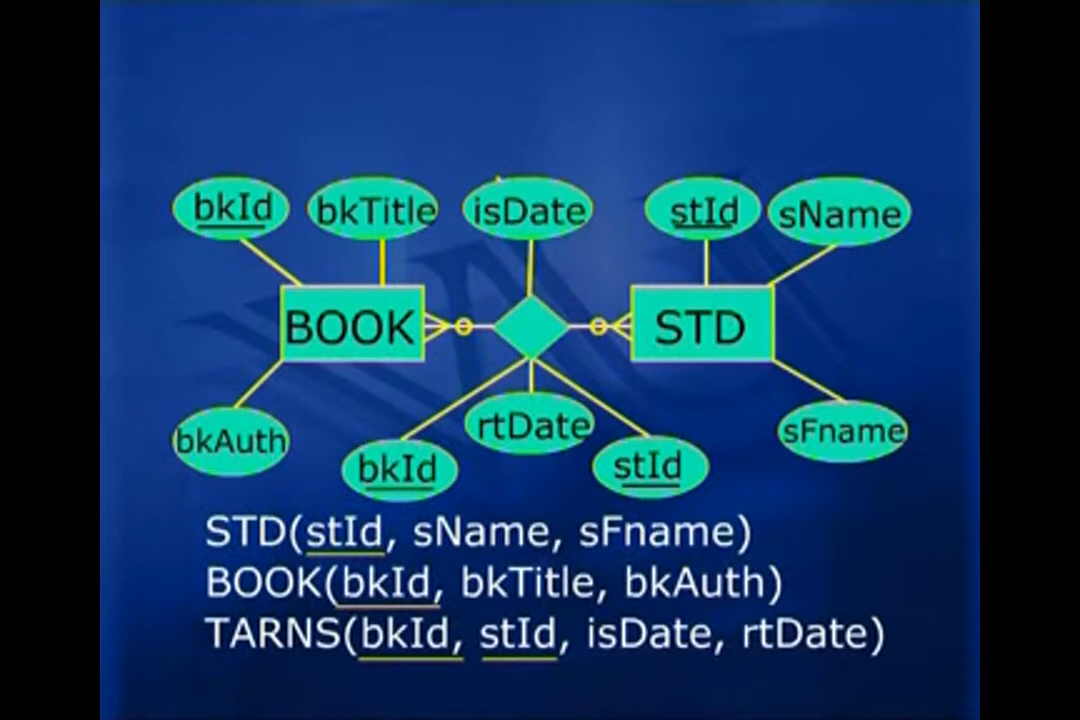 bkId bkTitle isDate stId sName
BOOK STD
bkAuth bkId rtDate stId sFname
STD(stId, sName, sFname)
BOOK(bkId, bkTitle, bkAuth)
TARNS(bkId, stId, isDate, rtDate)